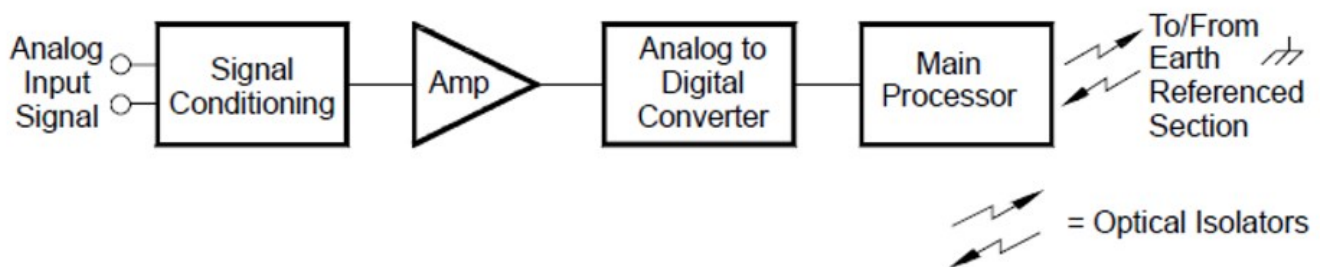 Analog
Input
Signal
Signal
Conditioning
Amp
Analog to
Digital
Converter
Main
Processor
To/From
Earth
Referenced
Section
= Optical Isolators